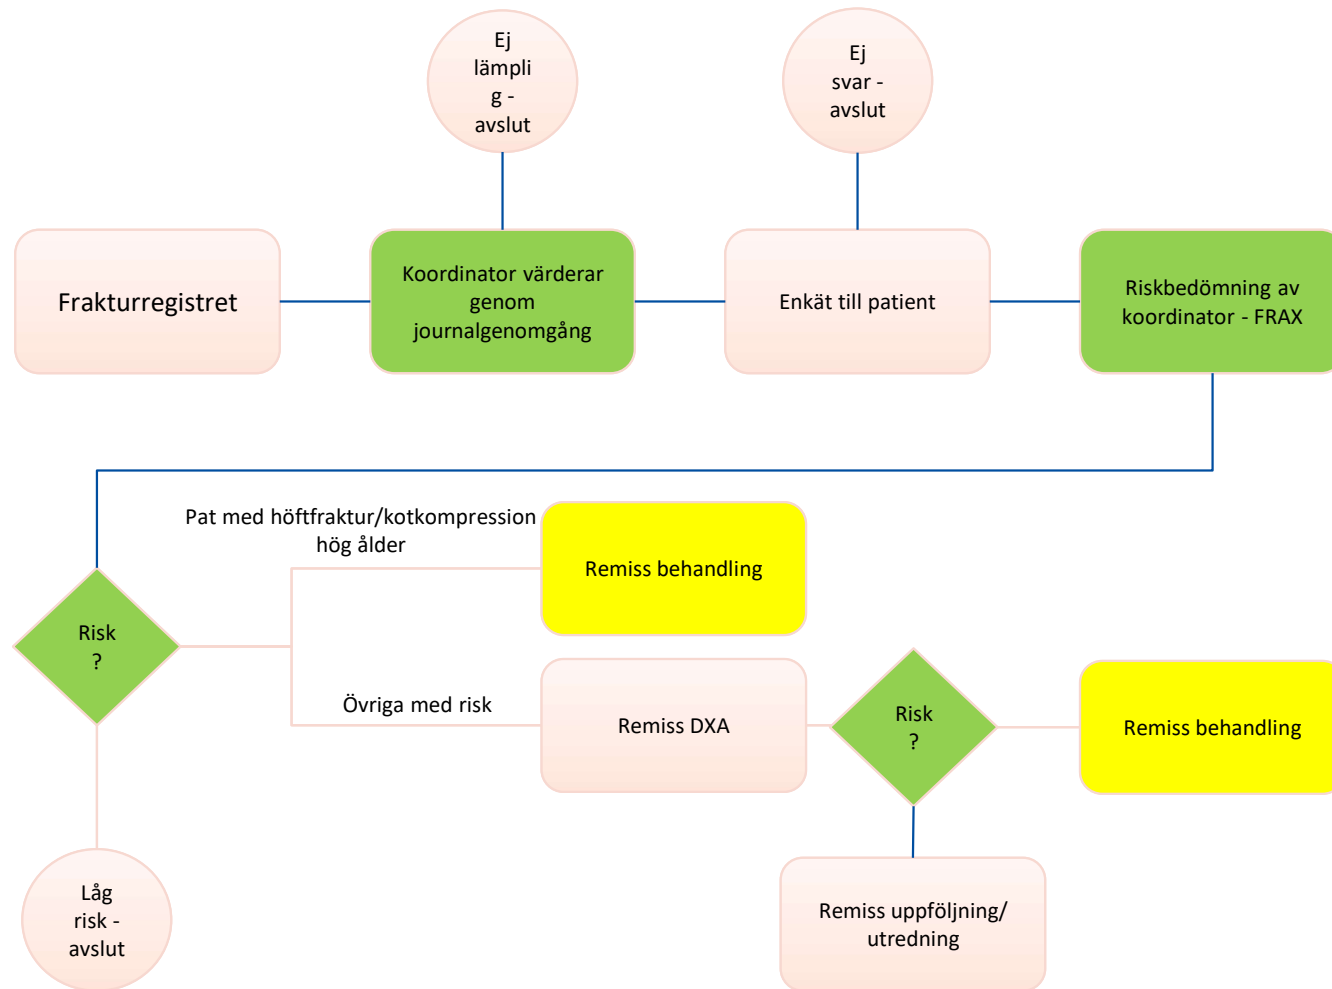 Ej
lämpli
g -
avslut
Ej
svar -
avslut
Frakturregistret
Koordinator värderar
genom
journalgenomgång
Enkät till patient
Riskbedömning av
koordinator - FRAX
Pat med höftfraktur/kotkompression
hög ålder
Remiss behandling
Risk
?
Övriga med risk
Remiss DXA
Risk
?
Remiss behandling
Låg
risk -
avslut
Remiss uppföljning/
utredning